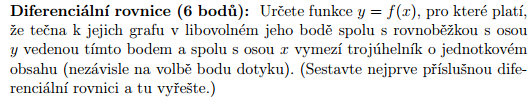 Diferenciální rovnice (6 bodů): Určete funkce y = f(x), pro které platí,
že tečna k jejich grafu v libovolném jeho bodě spolu s rovnoběžkou s osou
y vedenou tímto bodem a spolu s osou x vymezí trojúhelník o jednotkovém
obsahu (nezávisle na volbě bodu dotyku). (Sestavte nejprve příslušnou dife-
renciální rovnici a tu vyřešte.)